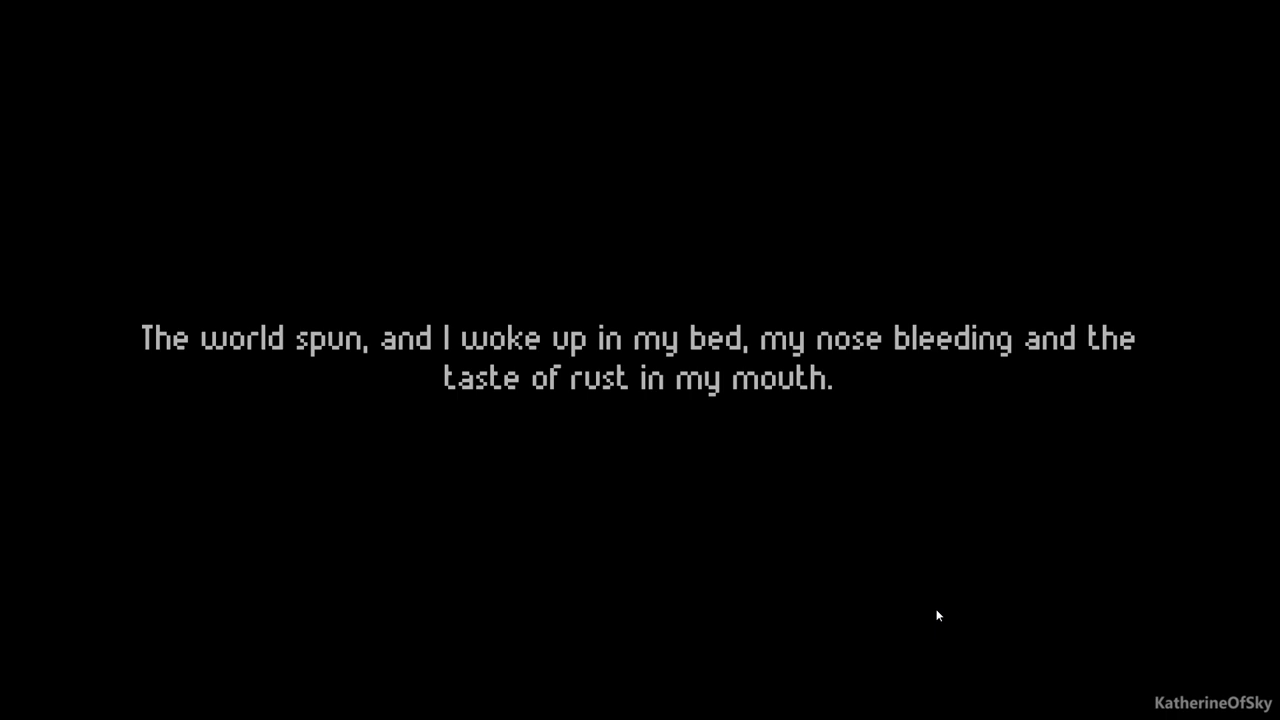 The world spun, and I woke up in my bed, my nose bleeding and the
taste of rust in my mouth.
KatherineOfSky